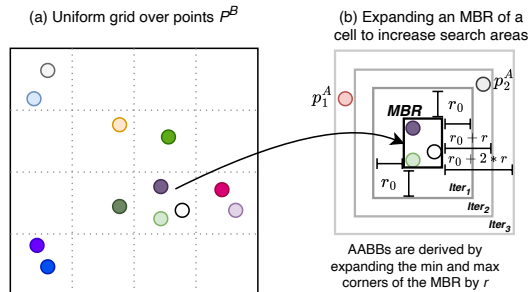 (a) Uniform grid over points P^B
(b) Expanding an MBR of a
cell to increase search areas
p_1^A
p_2^A
MBR
r_0
r_0 + r
r_0 + 2 * r
r_0
Iter_1
Iter_2
Iter_3
AABBs are derived by
expanding the min and max
corners of the MBR by r